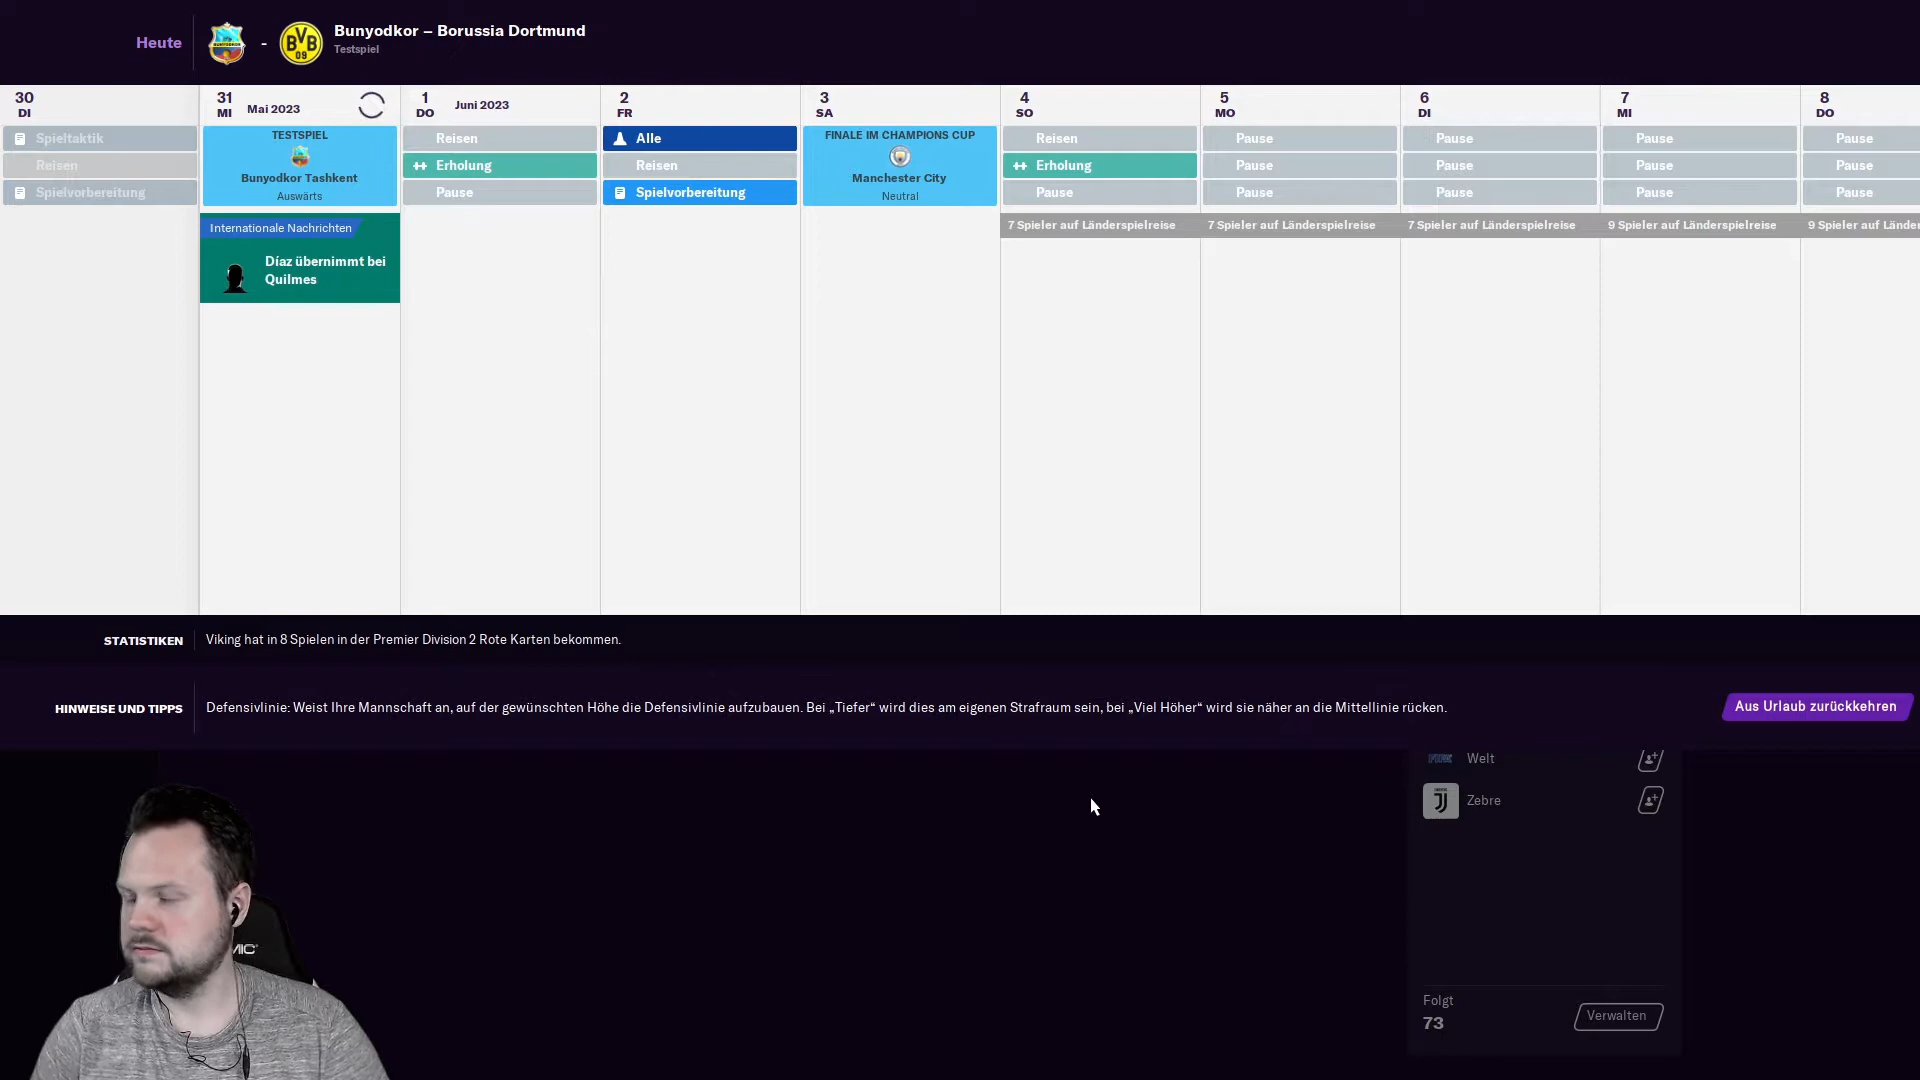 Heute
-
Bunyodkor – Borussia Dortmund
Testspiel
BVB
09
30
DI
Spieltaktik
Reisen
Spielvorbereitung
31
MI
Mai 2023
TESTSPIEL
Bunyodkor Tashkent
Auswärts
Internationale Nachrichten
Díaz übernimmt bei
Quilmes
1
DO
Juni 2023
Reisen
Erholung
Pause
2
FR
Alle
Reisen
Spielvorbereitung
3
SA
FINALE IM CHAMPIONS CUP
Manchester City
Neutral
4
SO
Reisen
Erholung
Pause
7 Spieler auf Länderspielreise
5
MO
Pause
Pause
Pause
7 Spieler auf Länderspielreise
6
DI
Pause
Pause
Pause
7 Spieler auf Länderspielreise
7
MI
Pause
Pause
Pause
9 Spieler auf Länderspielreise
8
DO
Pause
Pause
Pause
9 Spieler auf Lände
STATISTIKEN
Viking hat in 8 Spielen in der Premier Division 2 Rote Karten bekommen.
HINWEISE UND TIPPS
Defensivlinie: Weist Ihre Mannschaft an, auf der gewünschten Höhe die Defensivlinie aufzubauen. Bei „Tiefer“ wird dies am eigenen Strafraum sein, bei „Viel Höher“ wird sie näher an die Mittellinie rücken.
Aus Urlaub zurückkehren
Welt
Zebre
Folgt
73
Verwalten